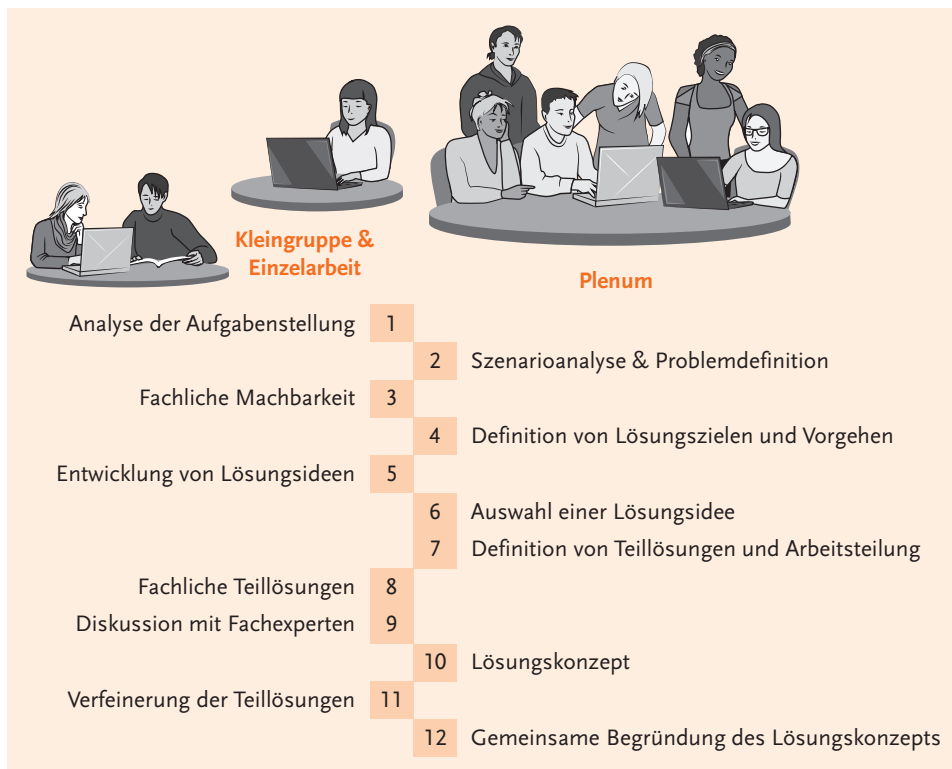 Kleingruppe &
Einzelarbeit
Plenum
Analyse der Aufgabenstellung 1
2 Szenarioanalyse & Problemdefinition
Fachliche Machbarkeit 3
4 Definition von Lösungszielen und Vorgehen
Entwicklung von Lösungsideen 5
6 Auswahl einer Lösungsidee
7 Definition von Teillösungen und Arbeitsteilung
Fachliche Teillösungen 8
Diskussion mit Fachexperten 9
10 Lösungskonzept
Verfeinerung der Teillösungen 11
12 Gemeinsame Begründung des Lösungskonzepts